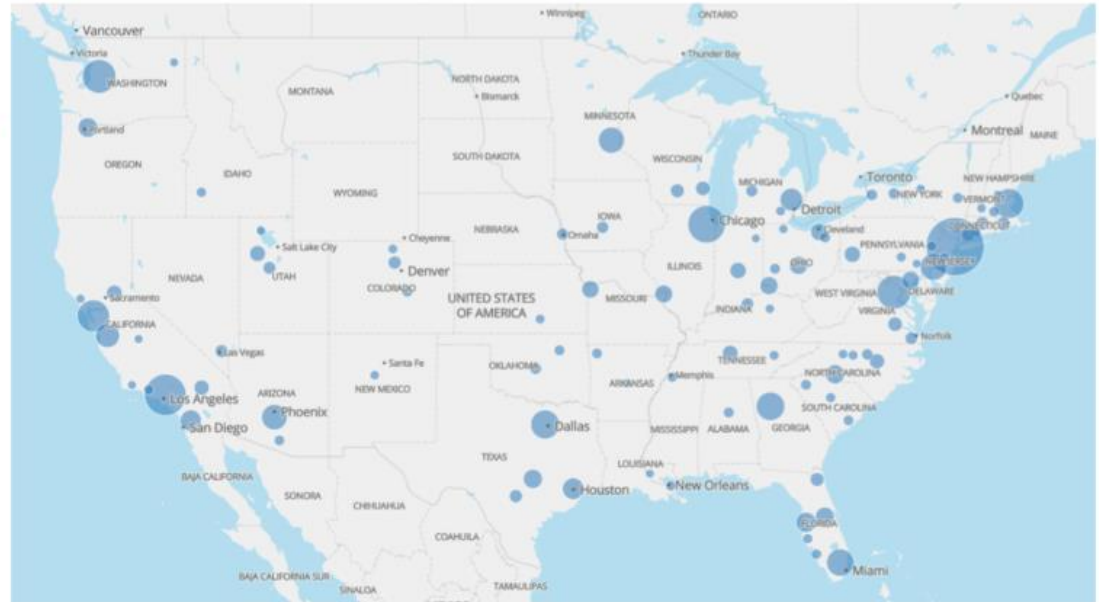 Winnipeg
ONTARIO
Vancouver
Victoria
Thunder Bay
WASHINGTON
NORTH DAKOTA
MONTANA
Bismarck
Quebec
MINNESOTA
Portland
Montreal
MAINE
OREGON
SOUTH DAKOTA
WISCONSIN
IDAHO
Toronto
NEW HAMPSHIRE
MICHIGAN
WYOMING
NEW YORK
VERMONT
Detroit
IOWA
Chicago
CONNECTICUT
NEBRASKA
Omaha
Cleveland
Cheyenne
Salt Lake City
PENNSYLVANIA
NEW JERSEY
OHIO
ILLINOIS
Denver
UTAH
NEVADA
COLORADO
DELAWARE
WEST VIRGINIA
Sacramento
UNITED STATES
OF AMERICA
MISSOURI
INDIANA
VIRGINIA
CALIFORNIA
Norfolk
Las Vegas
TENNESSEE
Santa Fe
OKLAHOMA
NORTH CAROLINA
Memphis
ARKANSAS
NEW MEXICO
ARIZONA
Los Angeles
SOUTH CAROLINA
Phoenix
San Diego
Dallas
MISSISSIPPI
ALABAMA
GEORGIA
TEXAS
LOUISIANA
BAJA CALIFORNIA
New Orleans
Houston
SONORA
CHIHUAHUA
FLORIDA
COAHUILA
Miami
BAJA CALIFORNIA SUR
TAMAULIPAS
SINALOA